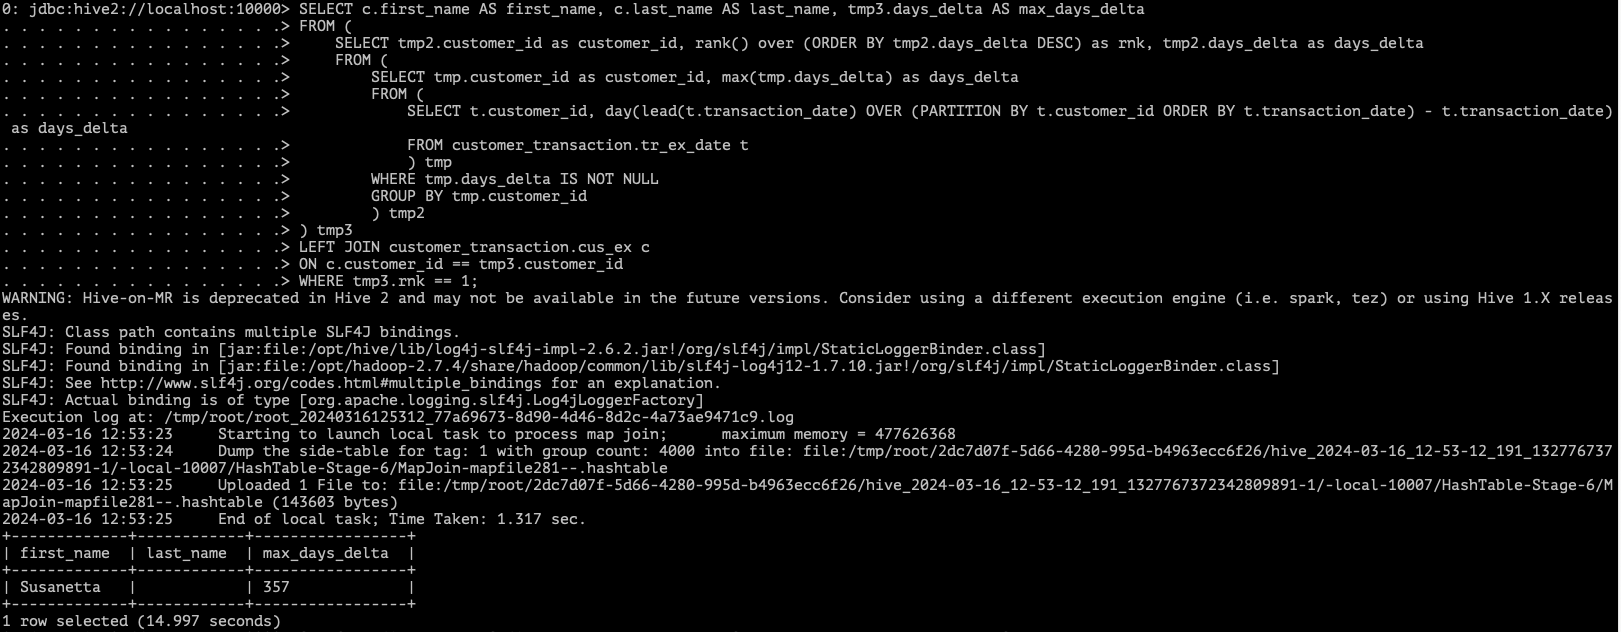 0: jdbc:hive2://localhost:10000> SELECT c.first_name AS first_name, c.last_name AS last_name, tmp3.days_delta AS max_days_delta
. . . . . . . . . . . . . . . .> FROM (
. . . . . . . . . . . . . . . .>     SELECT tmp2.customer_id as customer_id, rank() over (ORDER BY tmp2.days_delta DESC) as rnk, tmp2.days_delta as days_delta
. . . . . . . . . . . . . . . .>     FROM (
. . . . . . . . . . . . . . . .>         SELECT tmp.customer_id as customer_id, max(tmp.days_delta) as days_delta
. . . . . . . . . . . . . . . .>         FROM (
. . . . . . . . . . . . . . . .>             SELECT t.customer_id, day(lead(t.transaction_date) OVER (PARTITION BY t.customer_id ORDER BY t.transaction_date) - t.transaction_date)
 as days_delta
. . . . . . . . . . . . . . . .>             FROM customer_transaction.tr_ex_date t
. . . . . . . . . . . . . . . .>             ) tmp
. . . . . . . . . . . . . . . .>         WHERE tmp.days_delta IS NOT NULL
. . . . . . . . . . . . . . . .>         GROUP BY tmp.customer_id
. . . . . . . . . . . . . . . .>         ) tmp2
. . . . . . . . . . . . . . . .> ) tmp3
. . . . . . . . . . . . . . . .> LEFT JOIN customer_transaction.cus_ex c
. . . . . . . . . . . . . . . .> ON c.customer_id == tmp3.customer_id
. . . . . . . . . . . . . . . .> WHERE tmp3.rnk == 1;
WARNING: Hive-on-MR is deprecated in Hive 2 and may not be available in the future versions. Consider using a different execution engine (i.e. spark, tez) or using Hive 1.X releas
es.
SLF4J: Class path contains multiple SLF4J bindings.
SLF4J: Found binding in [jar:file:/opt/hive/lib/log4j-slf4j-impl-2.6.2.jar!/org/slf4j/impl/StaticLoggerBinder.class]
SLF4J: Found binding in [jar:file:/opt/hadoop-2.7.4/share/hadoop/common/lib/slf4j-log4j12-1.7.10.jar!/org/slf4j/impl/StaticLoggerBinder.class]
SLF4J: See http://www.slf4j.org/codes.html#multiple_bindings for an explanation.
SLF4J: Actual binding is of type [org.apache.logging.slf4j.Log4jLoggerFactory]
Execution log at: /tmp/root/root_20240316125312_77a69673-8d90-4d46-8d2c-4a73ae9471c9.log
2024-03-16 12:53:23     Starting to launch local task to process map join;      maximum memory = 477626368
2024-03-16 12:53:24     Dump the side-table for tag: 1 with group count: 4000 into file: file:/tmp/root/2dc7d07f-5d66-4280-995d-b4963ecc6f26/hive_2024-03-16_12-53-12_191_132776737
2342809891-1/-local-10007/HashTable-Stage-6/MapJoin-mapfile281--.hashtable
2024-03-16 12:53:25     Uploaded 1 File to: file:/tmp/root/2dc7d07f-5d66-4280-995d-b4963ecc6f26/hive_2024-03-16_12-53-12_191_1327767372342809891-1/-local-10007/HashTable-Stage-6/M
apJoin-mapfile281--.hashtable (143603 bytes)
2024-03-16 12:53:25     End of local task; Time Taken: 1.317 sec.
+-------------+------------+-----------------+
| first_name  | last_name  | max_days_delta  |
+-------------+------------+-----------------+
| Susanetta   |            | 357             |
+-------------+------------+-----------------+
1 row selected (14.997 seconds)